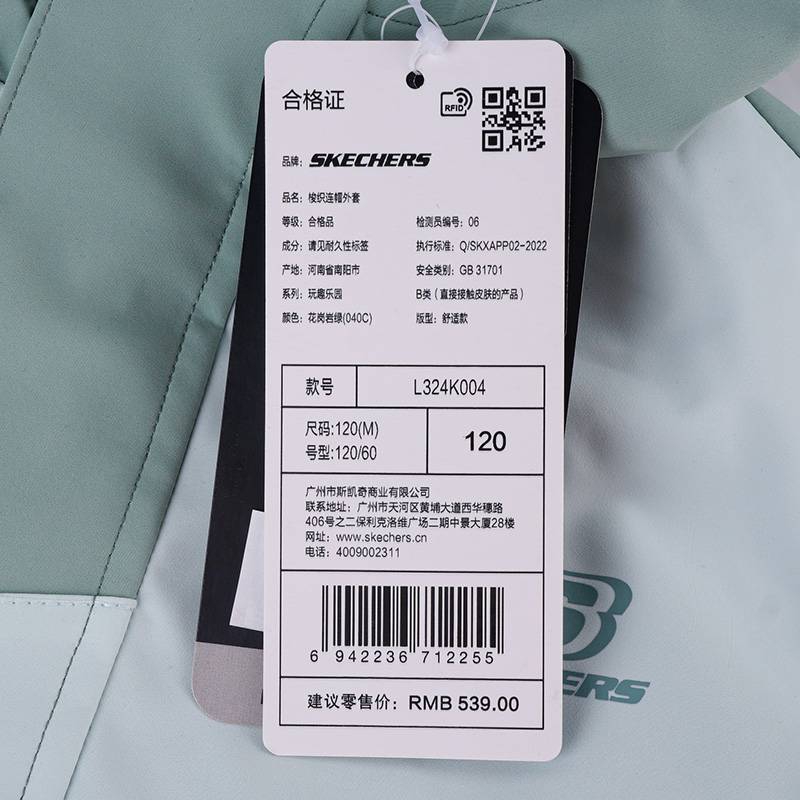 合格证
RFID
品牌: SKECHERS
品名: 梭织连帽外套
等级: 合格品 检测员编号: 06
成分: 请见耐久性标签 执行标准: Q/SKXAPP02-2022
产地: 河南省南阳市 安全类别: GB 31701
系列: 玩趣乐园 B类(直接接触皮肤的产品)
颜色: 花岗岩绿(040C) 版型: 舒适款
款号 L324K004
尺码:120(M)
号型:120/60
120
广州市斯凯奇商业有限公司
联系地址: 广州市天河区黄埔大道西华穗路
406号之二保利克洛维广场二期中景大厦28楼
网址: www.skechers.cn
电话: 4009002311
6 942236 712255
建议零售价: RMB 539.00
ERS